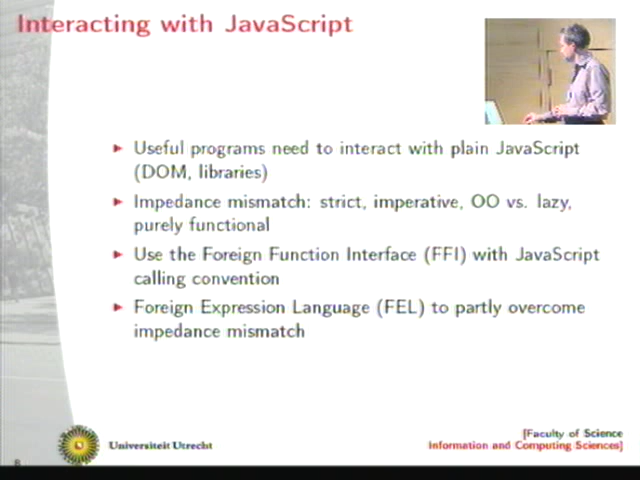 Interacting with JavaScript
Useful programs need to interact with plain JavaScript
(DOM, libraries)
Impedance mismatch: strict, imperative, OO vs. lazy,
purely functional
Use the Foreign Function Interface (FFI) with JavaScript
calling convention
Foreign Expression Language (FEL) to partly overcome
impedance mismatch
Universiteit Utrecht
[Faculty of Science
Information and Computing Sciences]
8